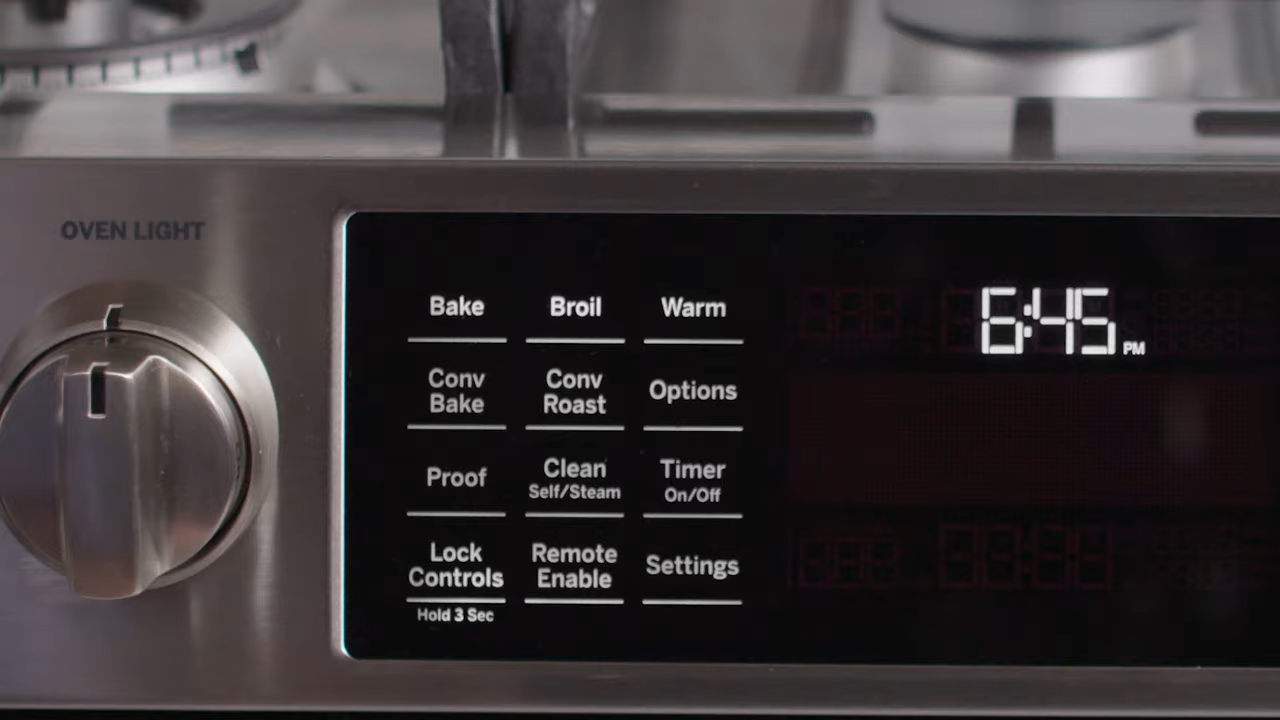 OVEN LIGHT
6:45 PM
Bake
Broil
Warm
Conv
Bake
Conv
Roast
Options
Proof
Clean
Self/Steam
Timer
On/Off
Lock
Controls
Hold 3 Sec
Remote
Enable
Settings